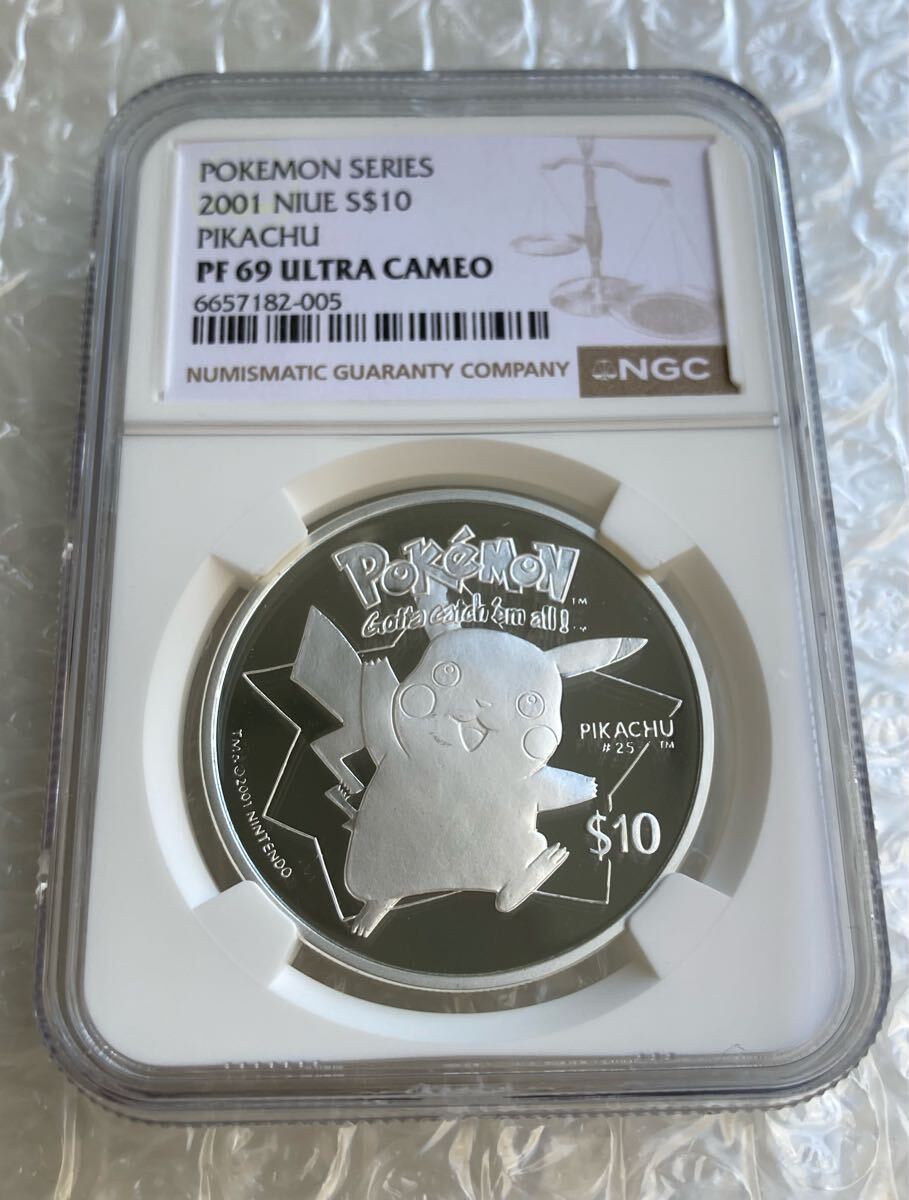 POKEMON SERIES
2001 NIUE S$10
PIKACHU
PF 69 ULTRA CAMEO
6657182-005
NUMISMATIC GUARANTY COMPANY
NGC
POKéMON TM
Gotta catch 'em all! TM
PIKACHU
#25 TM
$10
TM & © 2001 NINTENDO